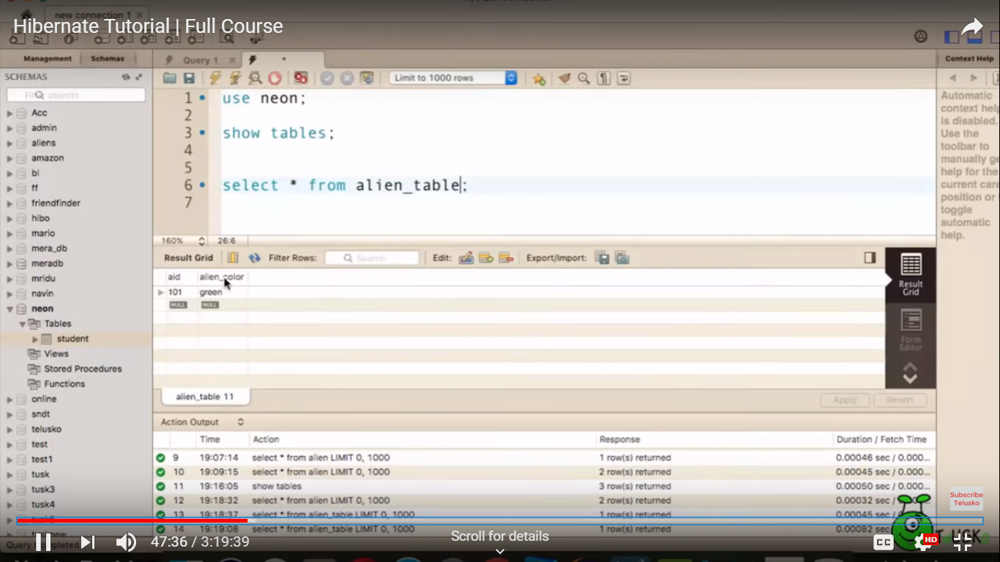 new connection 1
Hibernate Tutorial | Full Course
Management Schemas
Query 1
Context Help
SCHEMAS
Limit to 1000 rows
objects
Acc
admin
aliens
amazon
bl
ff
friendfinder
hibo
mario
mera_db
meradb
mridu
navin
neon
Tables
student
Views
Stored Procedures
Functions
online
sndt
telusko
test
test1
tusk
tusk3
tusk4
1 use neon;
2
3 show tables;
4
5
6 select * from alien_table;
7
Automatic
context help
is disabled.
Use the
toolbar to
manually
help for the
current
position or
toggle
automatic
help.
160% 26:6
Result Grid Filter Rows: Search Edit: Export/Import:
aid alien_color
101 green
NULL NULL
Result
Grid
Form
Editor
alien_table 11
Apply Revert
Action Output
Time Action Response Duration / Fetch Time
9 19:07:14 select * from alien LIMIT 0, 1000 1 row(s) returned 0.00046 sec / 0.000...
10 19:09:15 select * from alien LIMIT 0, 1000 2 row(s) returned 0.00045 sec / 0.000...
11 19:16:05 show tables 3 row(s) returned 0.00050 sec / 0.000...
12 19:18:32 select * from alien LIMIT 0, 1000 2 row(s) returned 0.00032 sec /
13 19:18:37 select * from alien_table LIMIT 0, 1000 1 row(s) returned 0.00045 sec /
14 19:19:08 select * from alien_table LIMIT 0, 1000 1 row(s) returned 0.00082 sec /
Subscribe
Telusko
Query Completed
47:36 / 3:19:39
Scroll for details
CC
HD